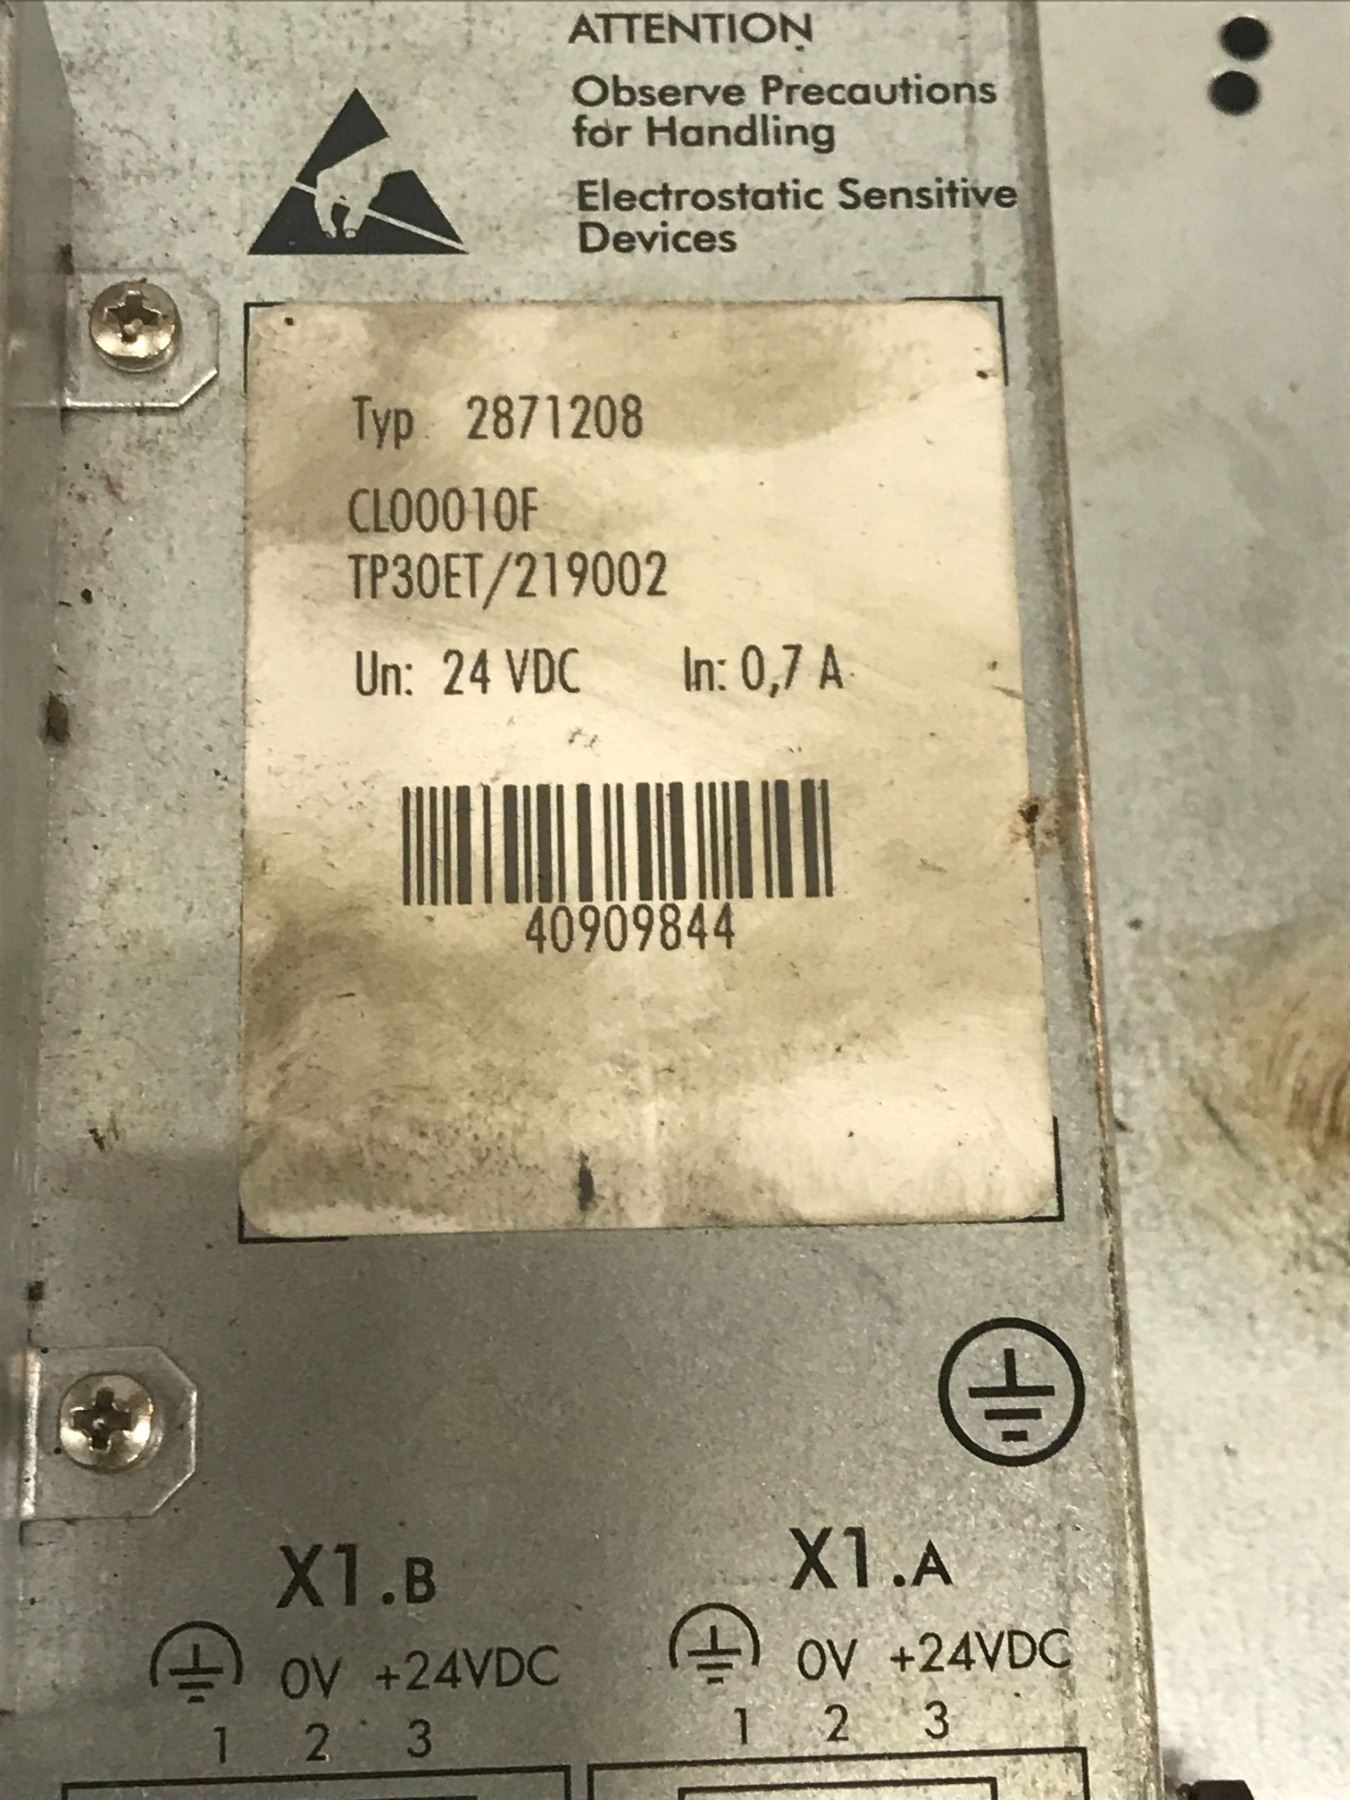 ATTENTION
Observe Precautions
for Handling
Electrostatic Sensitive
Devices
Typ 2871208
CL00010F
TP30ET/219002
Un: 24 VDC In: 0,7 A
40909844
X1.B X1.A
0V +24VDC 0V +24VDC
1 2 3 1 2 3